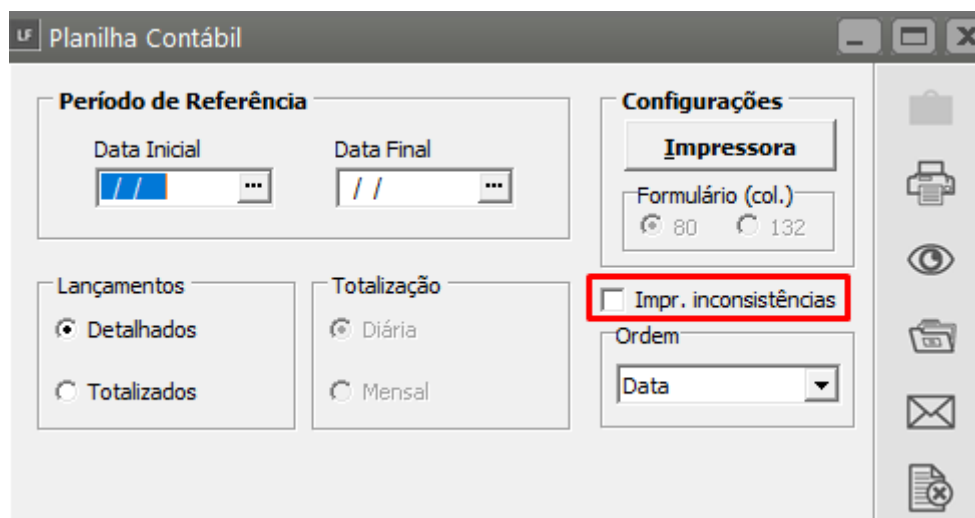 LF Planilha Contábil
Período de Referência
Data Inicial
Data Final
/ /
...
/ /
...
Configurações
Impressora
Formulário (col.)
80
132
Lançamentos
Detalhados
Totalizados
Totalização
Diária
Mensal
Impr. inconsistências
Ordem
Data